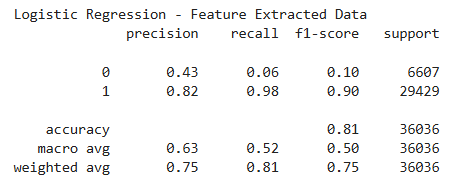 Logistic Regression - Feature Extracted Data
precision recall f1-score support
0 0.43 0.06 0.10 6607
1 0.82 0.98 0.90 29429
accuracy 0.81 36036
macro avg 0.63 0.52 0.50 36036
weighted avg 0.75 0.81 0.75 36036